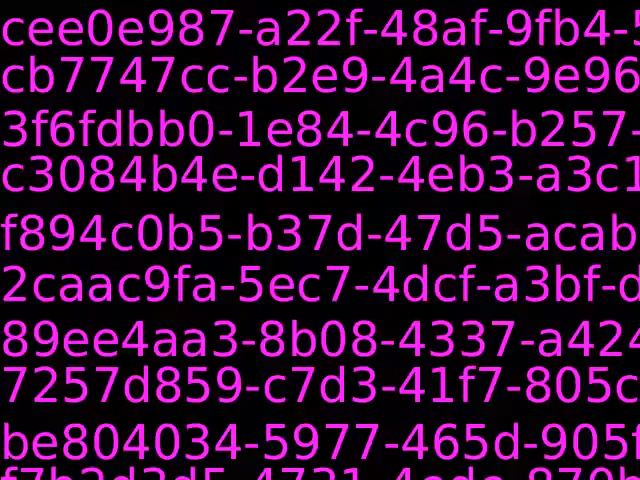 cee0e987-a22f-48af-9fb4-5
cb7747cc-b2e9-4a4c-9e96
3f6fdbb0-1e84-4c96-b257-
c3084b4e-d142-4eb3-a3c1
f894c0b5-b37d-47d5-acab
2caac9fa-5ec7-4dcf-a3bf-d
89ee4aa3-8b08-4337-a424
7257d859-c7d3-41f7-805c
be804034-5977-465d-905f